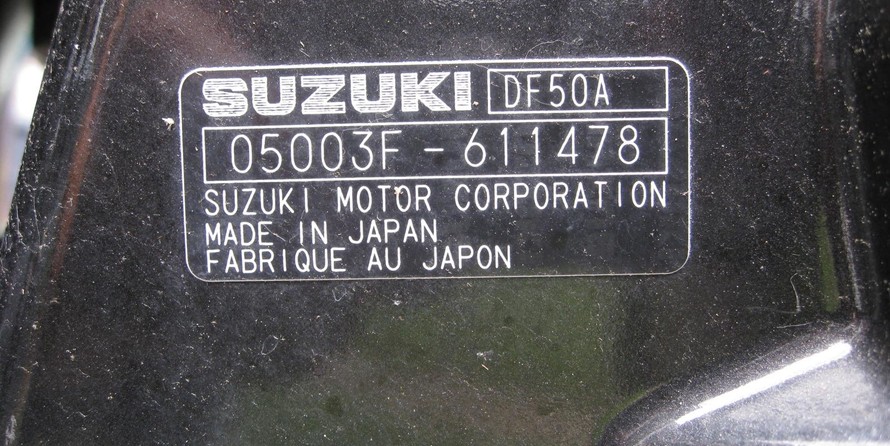 SUZUKI DF50A
05003F-611478
SUZUKI MOTOR CORPORATION
MADE IN JAPAN
FABRIQUE AU JAPON